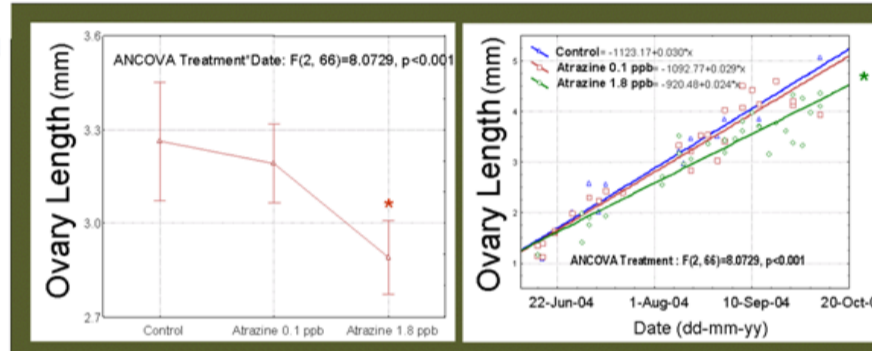 Ovary Length (mm)
3.6
3.3
3.0
2.7
ANCOVA Treatment*Date: F(2, 66)=8.0729, p<0.001
*
Control
Atrazine 0.1 ppb
Atrazine 1.8 ppb
Ovary Length (mm)
5
4
3
2
1
Control= -1123.17+0.030*x
Atrazine 0.1 ppb= -1092.77+0.029*x
Atrazine 1.8 ppb= -920.48+0.024*x
*
ANCOVA Treatment : F(2, 66)=8.0729, p<0.001
22-Jun-04
1-Aug-04
10-Sep-04
20-Oct-0
Date (dd-mm-yy)